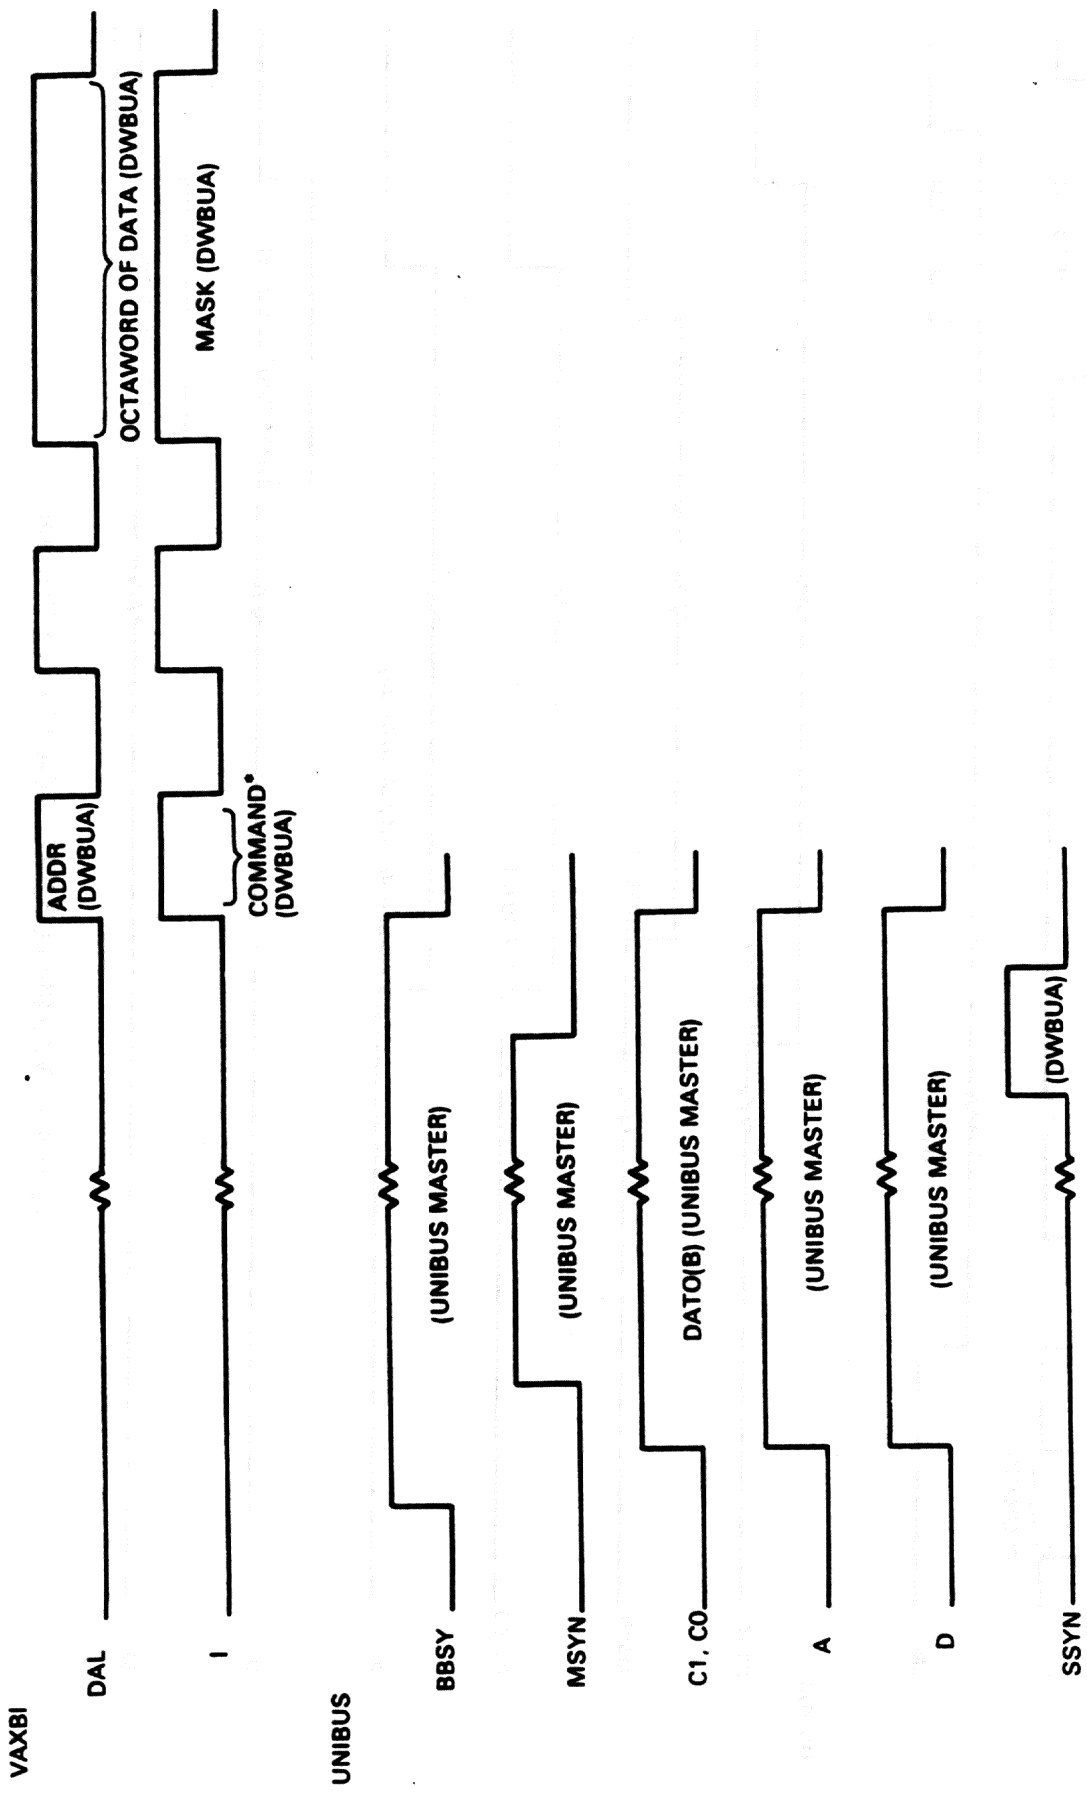 VAXBI
DAL
ADDR
(DWBUA)
OCTAWORD OF DATA (DWBUA)
I
COMMAND*
(DWBUA)
MASK (DWBUA)
UNIBUS
BBSY
(UNIBUS MASTER)
MSYN
(UNIBUS MASTER)
C1, C0
DATO(B) (UNIBUS MASTER)
A
(UNIBUS MASTER)
D
(UNIBUS MASTER)
SSYN
(DWBUA)